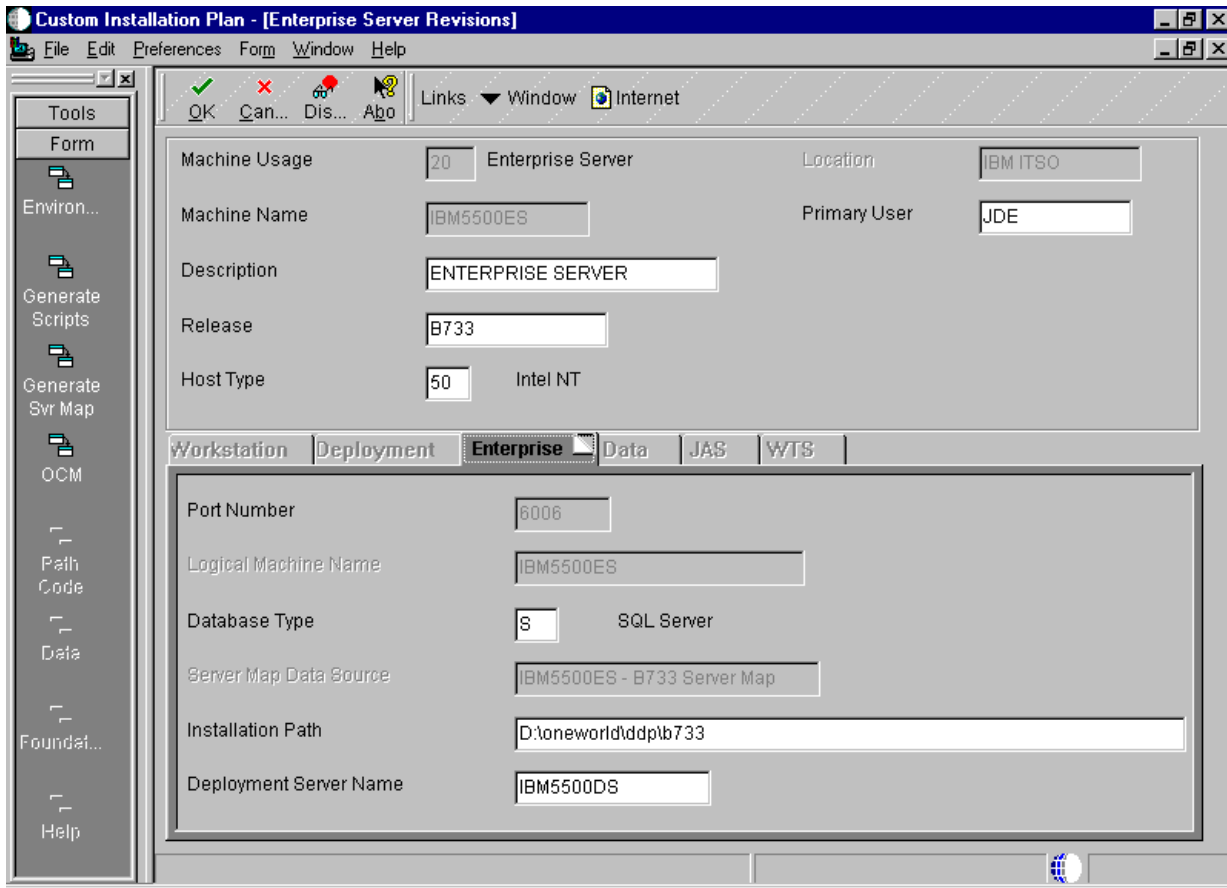 Custom Installation Plan - [Enterprise Server Revisions]
File Edit Preferences Form Window Help
OK Can... Dis... Abo Links Window Internet
Tools
Form
Environ...
Generate
Scripts
Generate
Svr Map
OCM
Path
Code
Data
Foundat...
Help
Machine Usage 20 Enterprise Server Location IBM ITSO
Machine Name IBM5500ES Primary User JDE
Description ENTERPRISE SERVER
Release B733
Host Type 50 Intel NT
Workstation Deployment Enterprise Data JAS WTS
Port Number 6006
Logical Machine Name IBM5500ES
Database Type S SQL Server
Server Map Data Source IBM5500ES - B733 Server Map
Installation Path D:\oneworld\ddp\b733
Deployment Server Name IBM5500DS